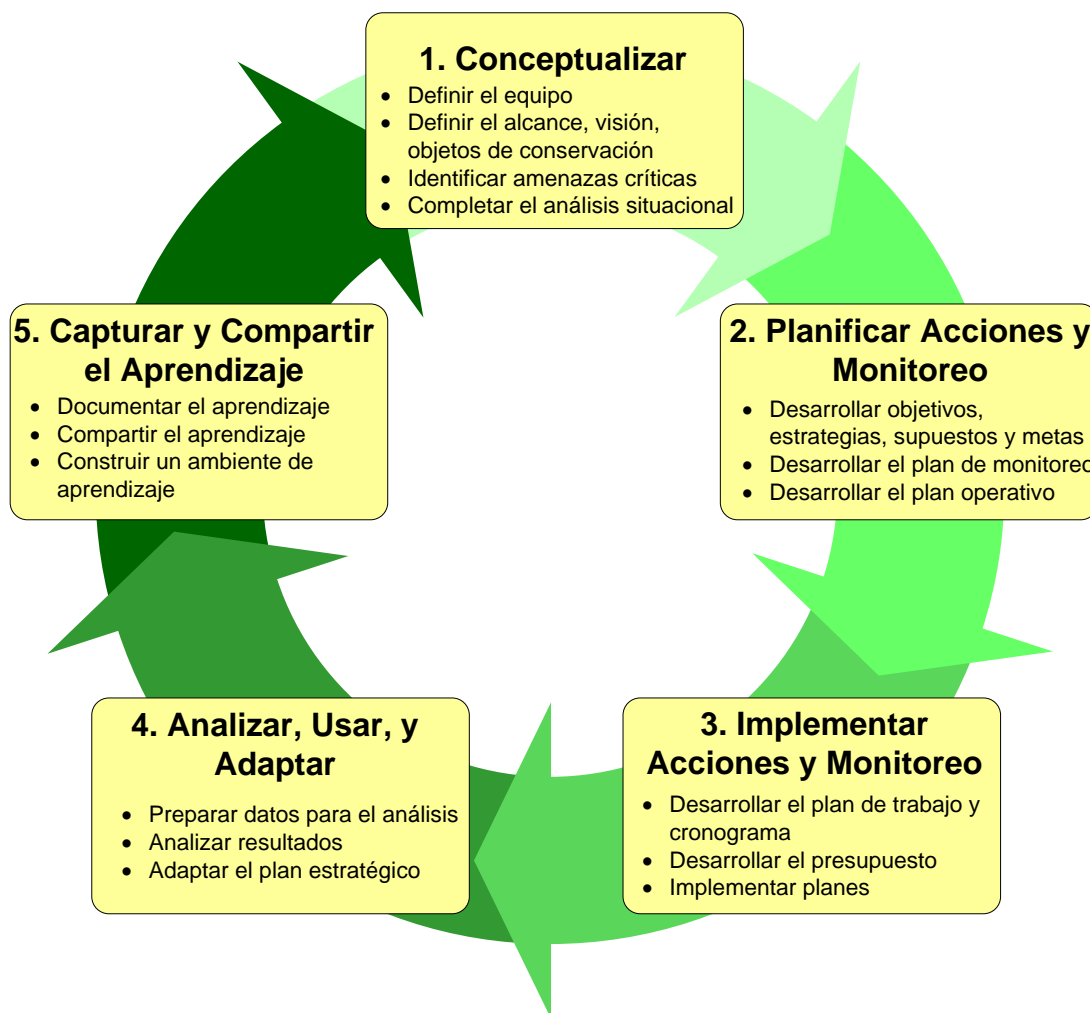 1. Conceptualizar
• Definir el equipo
• Definir el alcance, visión,
objetos de conservación
• Identificar amenazas críticas
• Completar el análisis situacional
2. Planificar Acciones y
Monitoreo
• Desarrollar objetivos,
estrategias, supuestos y metas
• Desarrollar el plan de monitoreo
• Desarrollar el plan operativo
3. Implementar
Acciones y Monitoreo
• Desarrollar el plan de trabajo y
cronograma
• Desarrollar el presupuesto
• Implementar planes
4. Analizar, Usar, y
Adaptar
• Preparar datos para el análisis
• Analizar resultados
• Adaptar el plan estratégico
5. Capturar y Compartir
el Aprendizaje
• Documentar el aprendizaje
• Compartir el aprendizaje
• Construir un ambiente de
aprendizaje